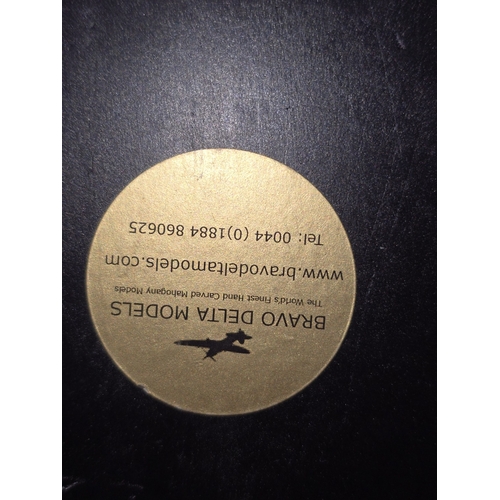 BRAVO DELTA MODELS
The World's Finest Hand Carved Mahogany Models
www.bravodeltamodels.com
Tel: 0044 (0)1884 860625